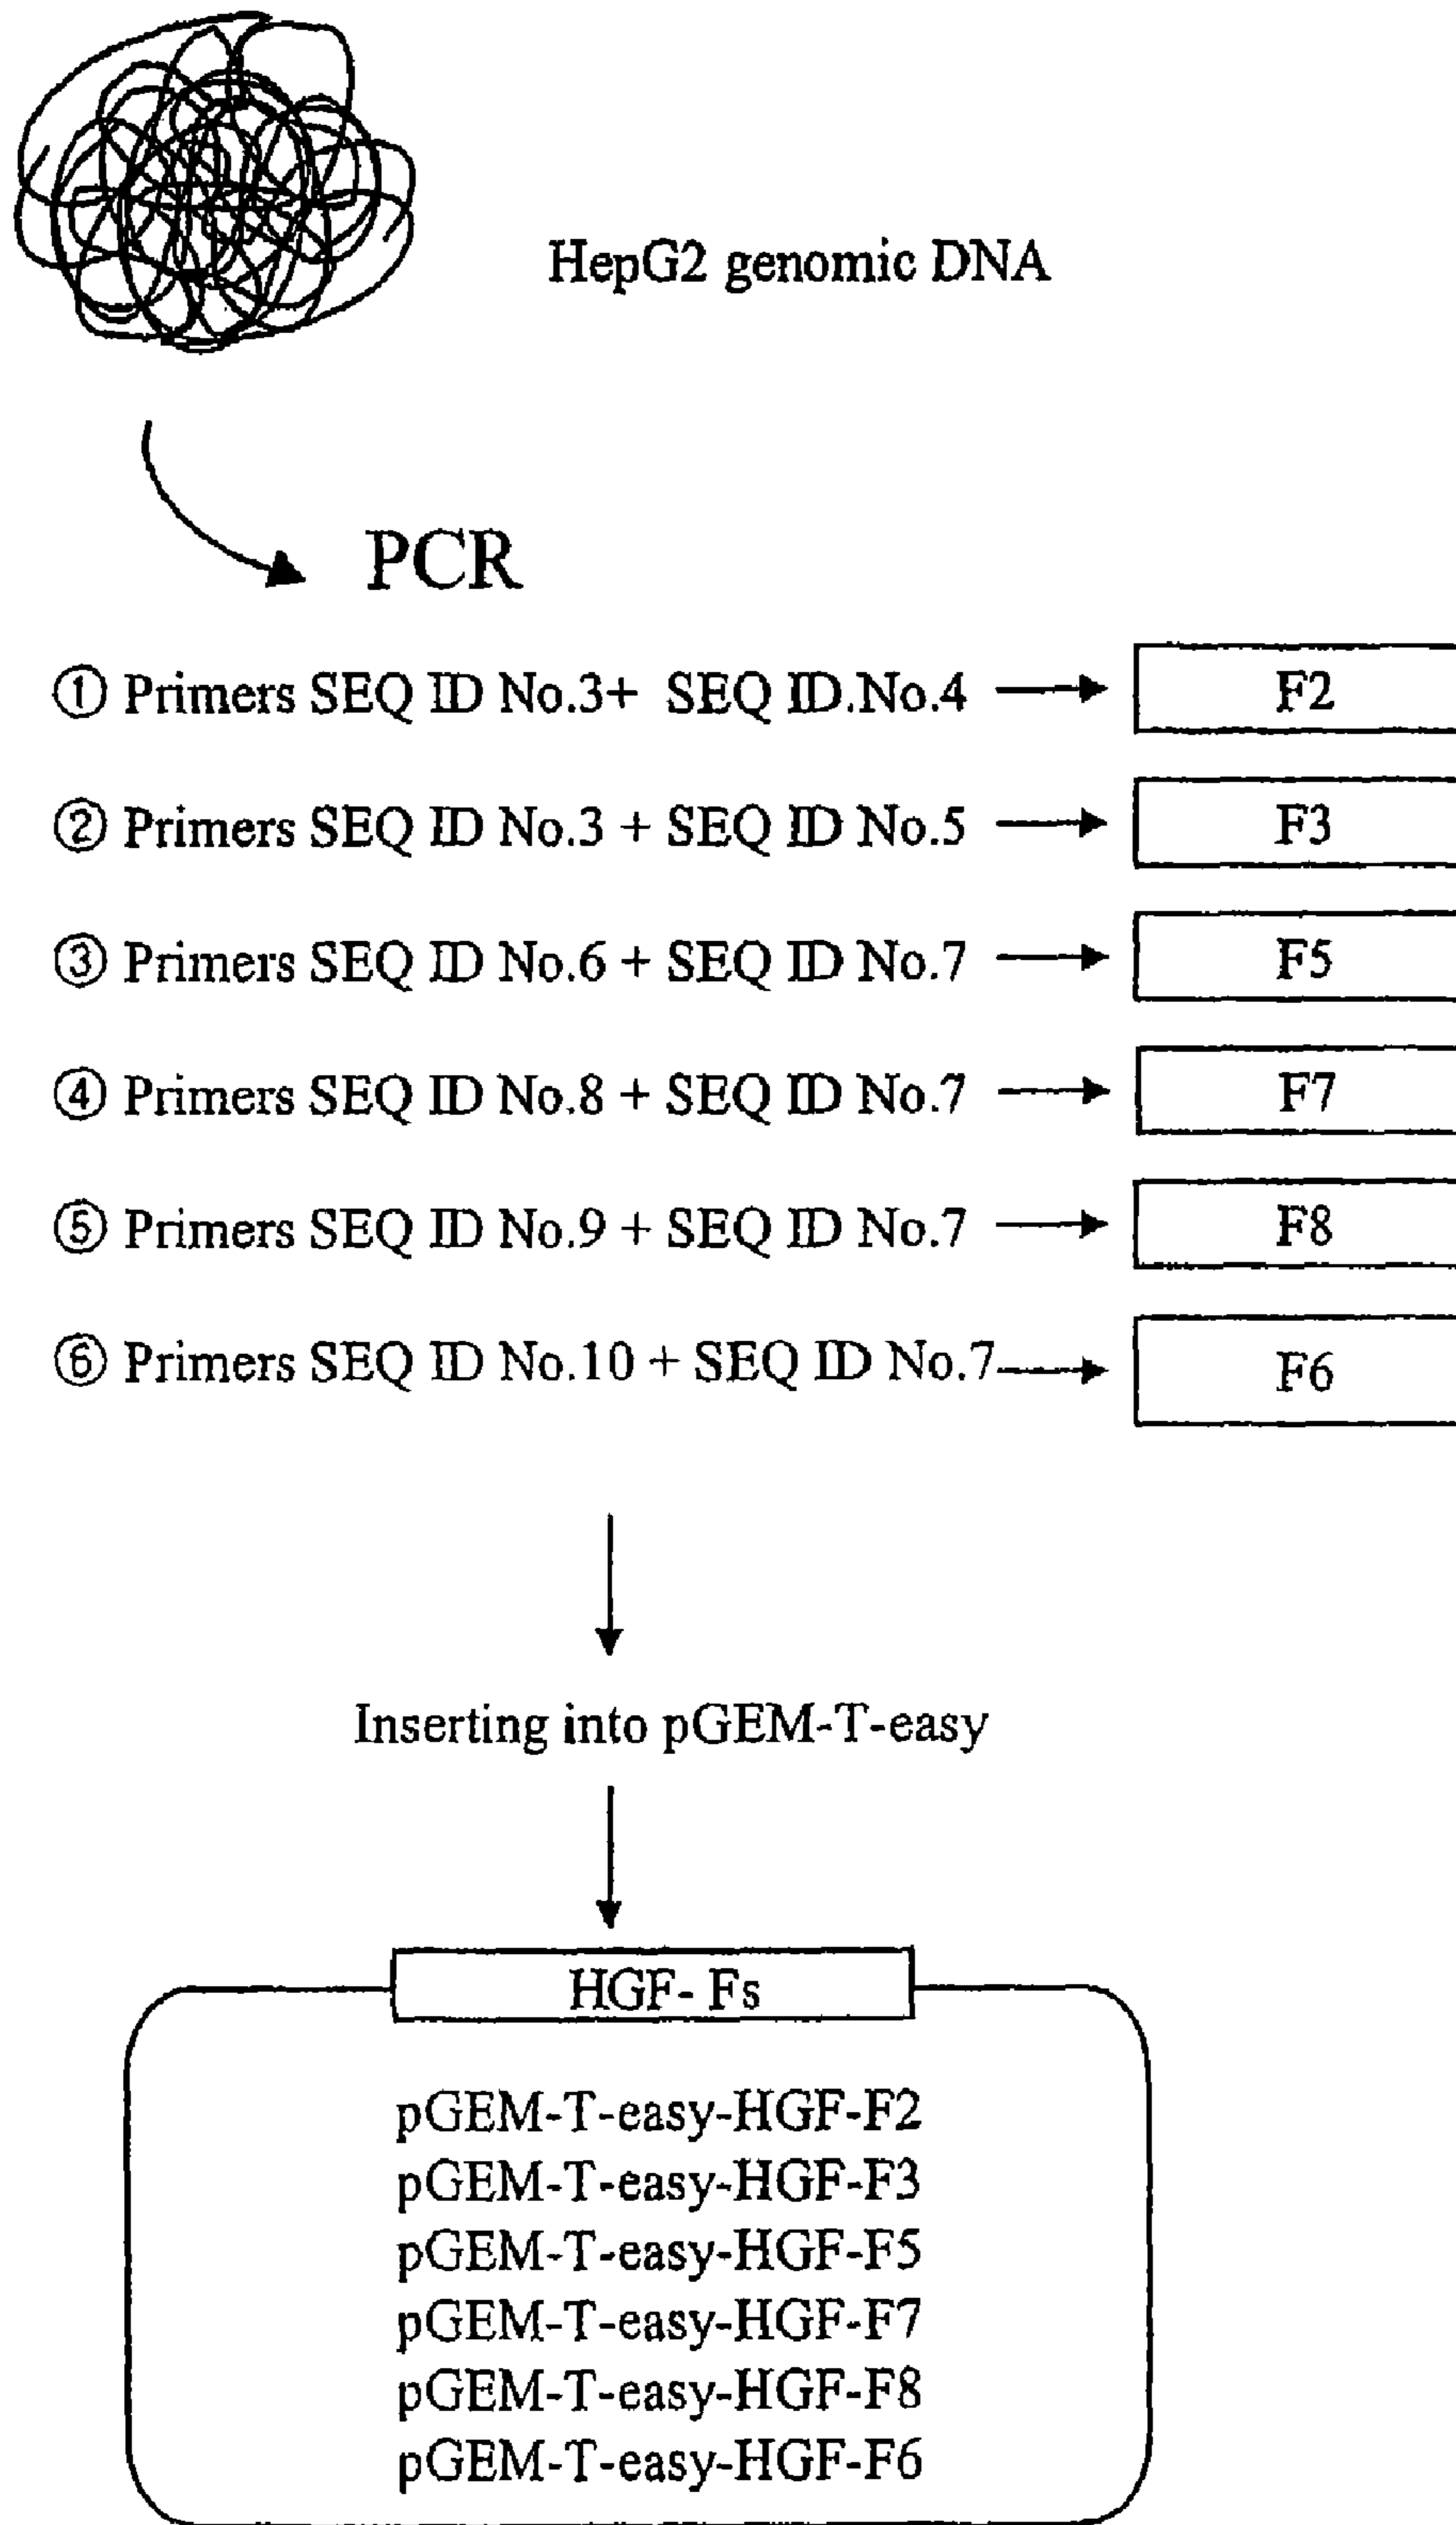 HepG2 genomic DNA
PCR
① Primers SEQ ID No.3+ SEQ ID.No.4 → F2
② Primers SEQ ID No.3 + SEQ ID No.5 → F3
③ Primers SEQ ID No.6 + SEQ ID No.7 → F5
④ Primers SEQ ID No.8 + SEQ ID No.7 → F7
⑤ Primers SEQ ID No.9 + SEQ ID No.7 → F8
⑥ Primers SEQ ID No.10 + SEQ ID No.7 → F6
Inserting into pGEM-T-easy
HGF- Fs
pGEM-T-easy-HGF-F2
pGEM-T-easy-HGF-F3
pGEM-T-easy-HGF-F5
pGEM-T-easy-HGF-F7
pGEM-T-easy-HGF-F8
pGEM-T-easy-HGF-F6